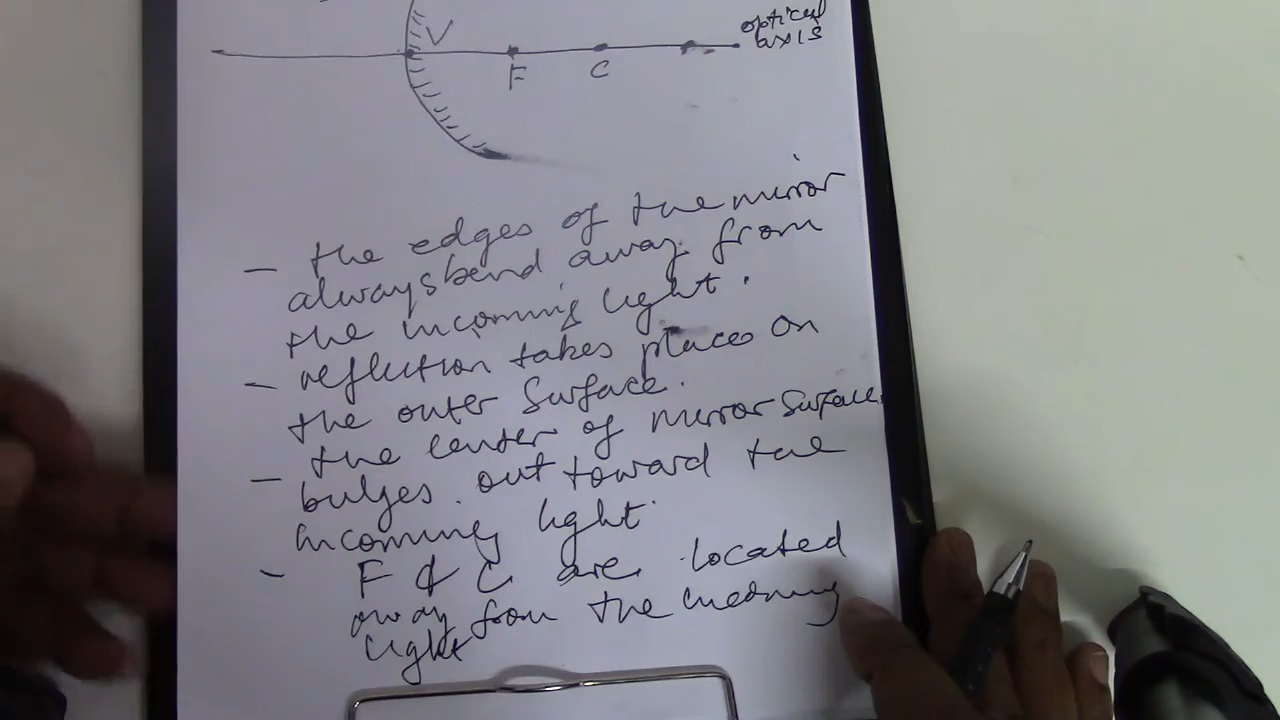 optical
axis
V
F
C
- the edges of the mirror
always bend away from
the incoming light.
- reflection takes places on
the outer surface.
- the center of mirror surface
bulges out toward the
incoming light.
- F & C are located
away from the incoming
light